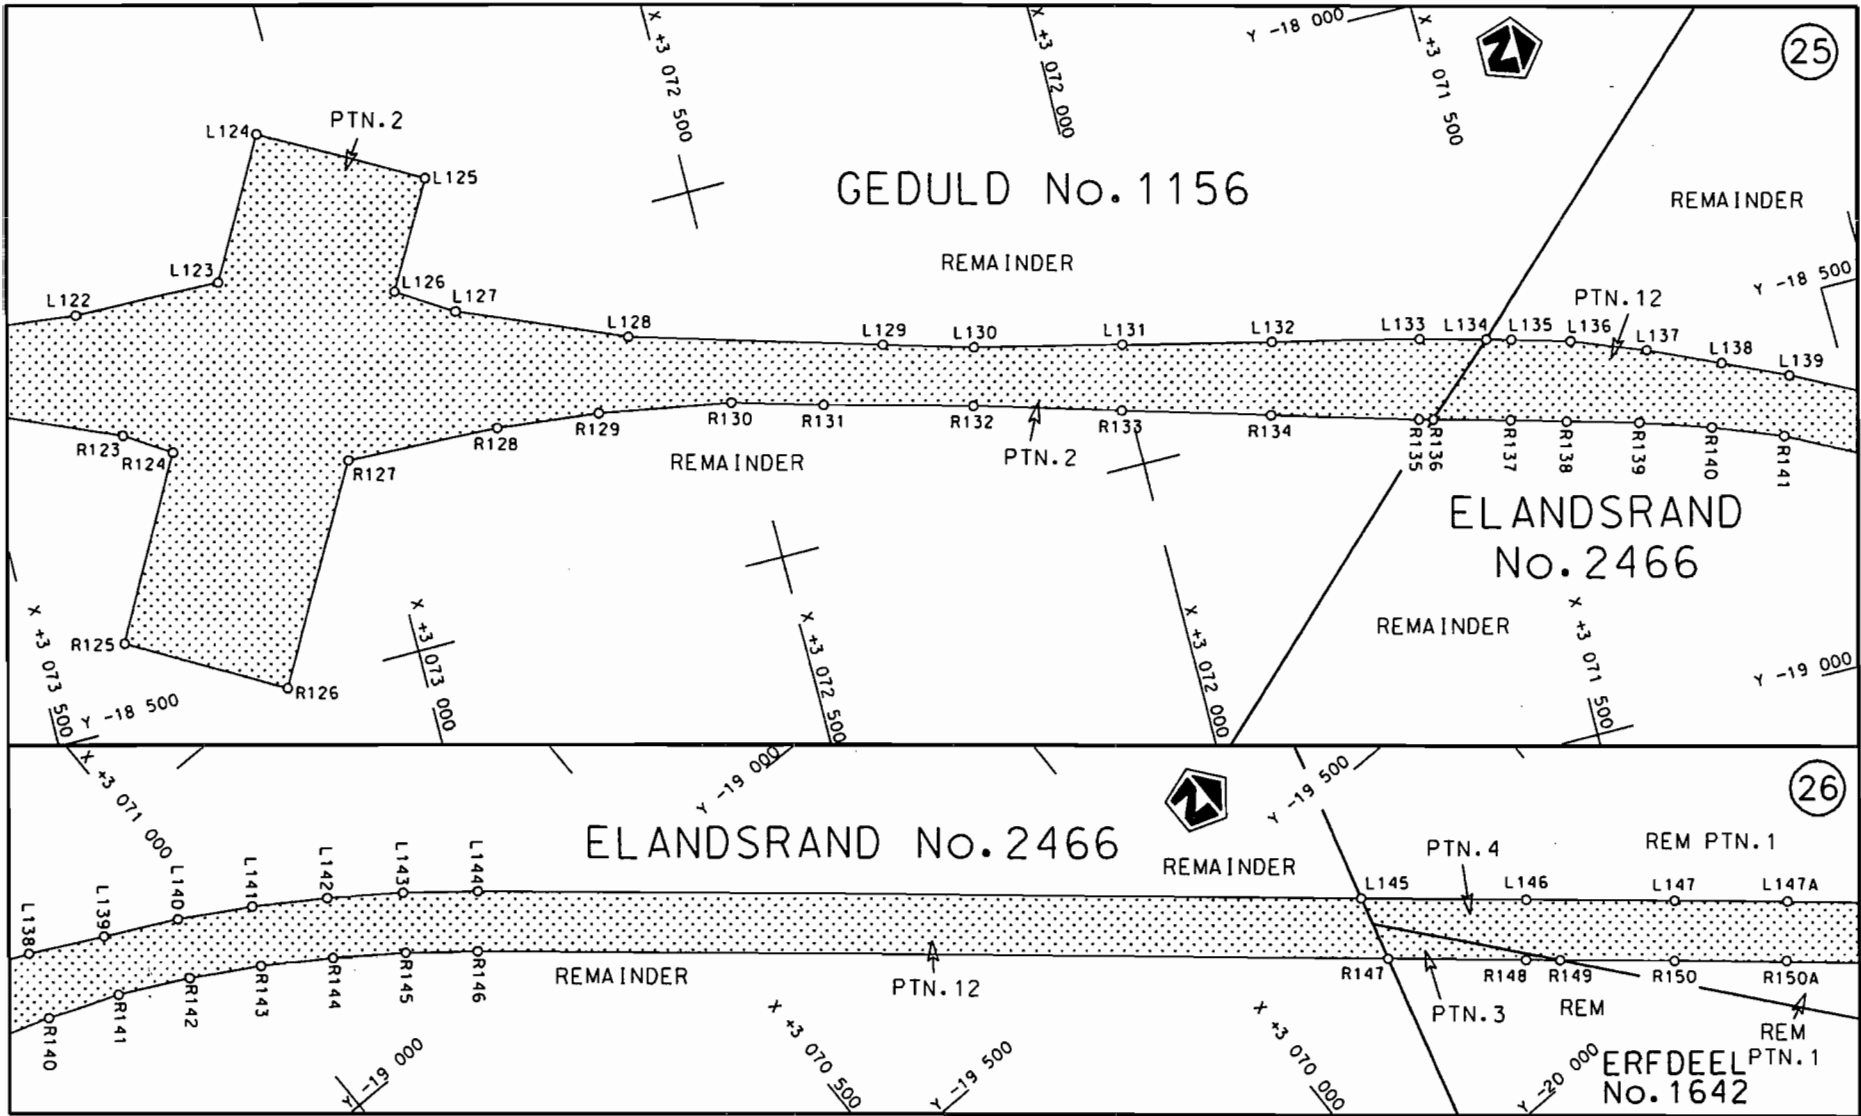 25
Y -18 000
X +3 072 500
X +3 072 000
X +3 071 500
N
PTN.2
L124
L125
GEDULD No.1156
REMAINDER
REMAINDER
L123
L122
L126
L127
L128
L129
L130
L131
L132
L133
L134
L135
L136
L137
L138
L139
PTN.12
Y -18 500
R123
R124
R127
R128
R129
R130
R131
R132
R133
R134
R135
R136
R137
R138
R139
R140
R141
REMAINDER
PTN.2
ELANDSRAND
No.2466
REMAINDER
R125
R126
X +3 073 500
Y -18 500
X +3 073 000
X +3 072 500
X +3 072 000
X +3 071 500
Y -19 000
26
X +3 071 000
Y -19 000
N
Y -19 500
ELANDSRAND No.2466
REMAINDER
PTN.4
REM PTN.1
L138
L139
L140
L141
L142
L143
L144
L145
L146
L147
L147A
R140
R141
R142
R143
R144
R145
R146
R147
R148
R149
R150
R150A
REMAINDER
PTN.12
PTN.3
REM
REM
PTN.1
Y -19 000
X +3 070 500
Y -19 500
X +3 070 000
Y -20 000
ERFDEEL
No.1642